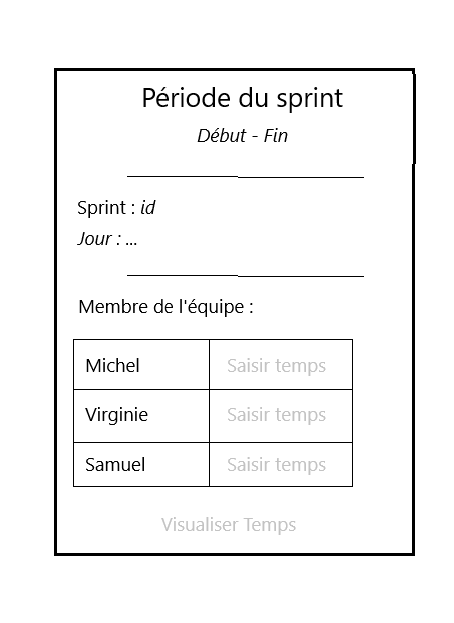 Période du sprint
Début - Fin
Sprint : id
Jour : ...
Membre de l'équipe :
Michel Saisir temps
Virginie Saisir temps
Samuel Saisir temps
Visualiser Temps